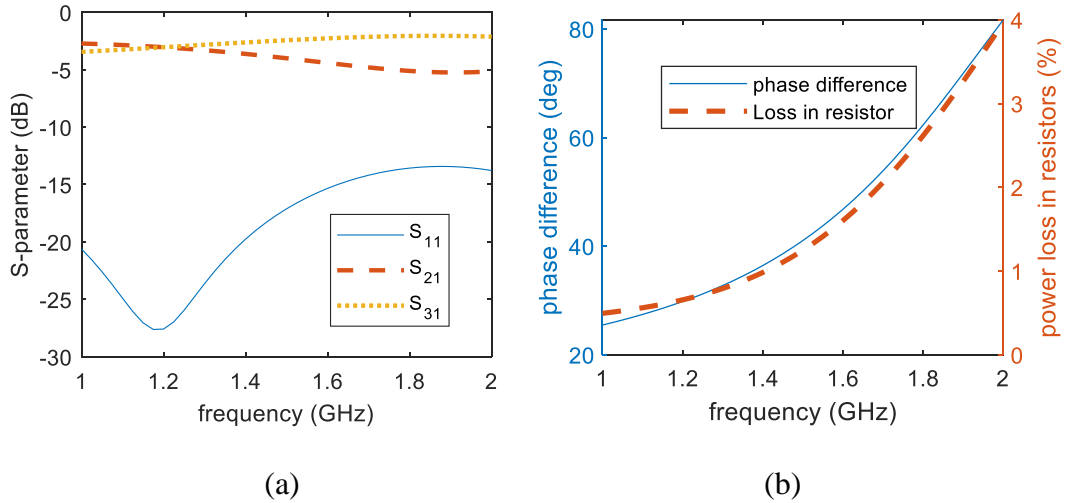 0
-5
-10
-15
-20
-25
-30
S-parameter (dB)
S11
S21
S31
1
1.2
1.4
1.6
1.8
2
frequency (GHz)
(a)
80
60
40
20
phase difference (deg)
phase difference
Loss in resistor
4
3
2
1
0
power loss in resistors (%)
1
1.2
1.4
1.6
1.8
2
frequency (GHz)
(b)